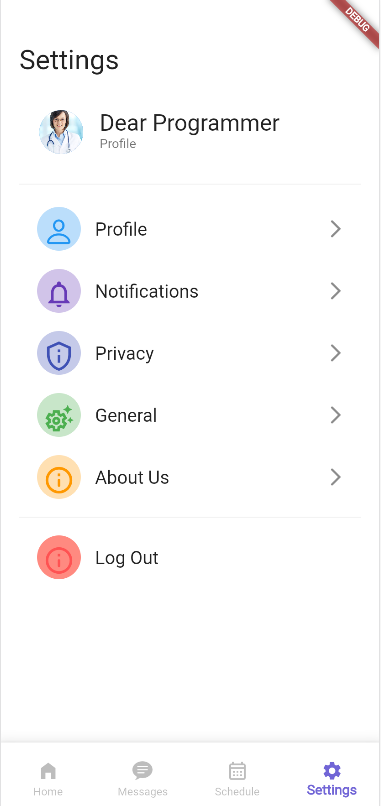 DEBUG
Settings
Dear Programmer
Profile
Profile
Notifications
Privacy
General
About Us
Log Out
Home
Messages
Schedule
Settings